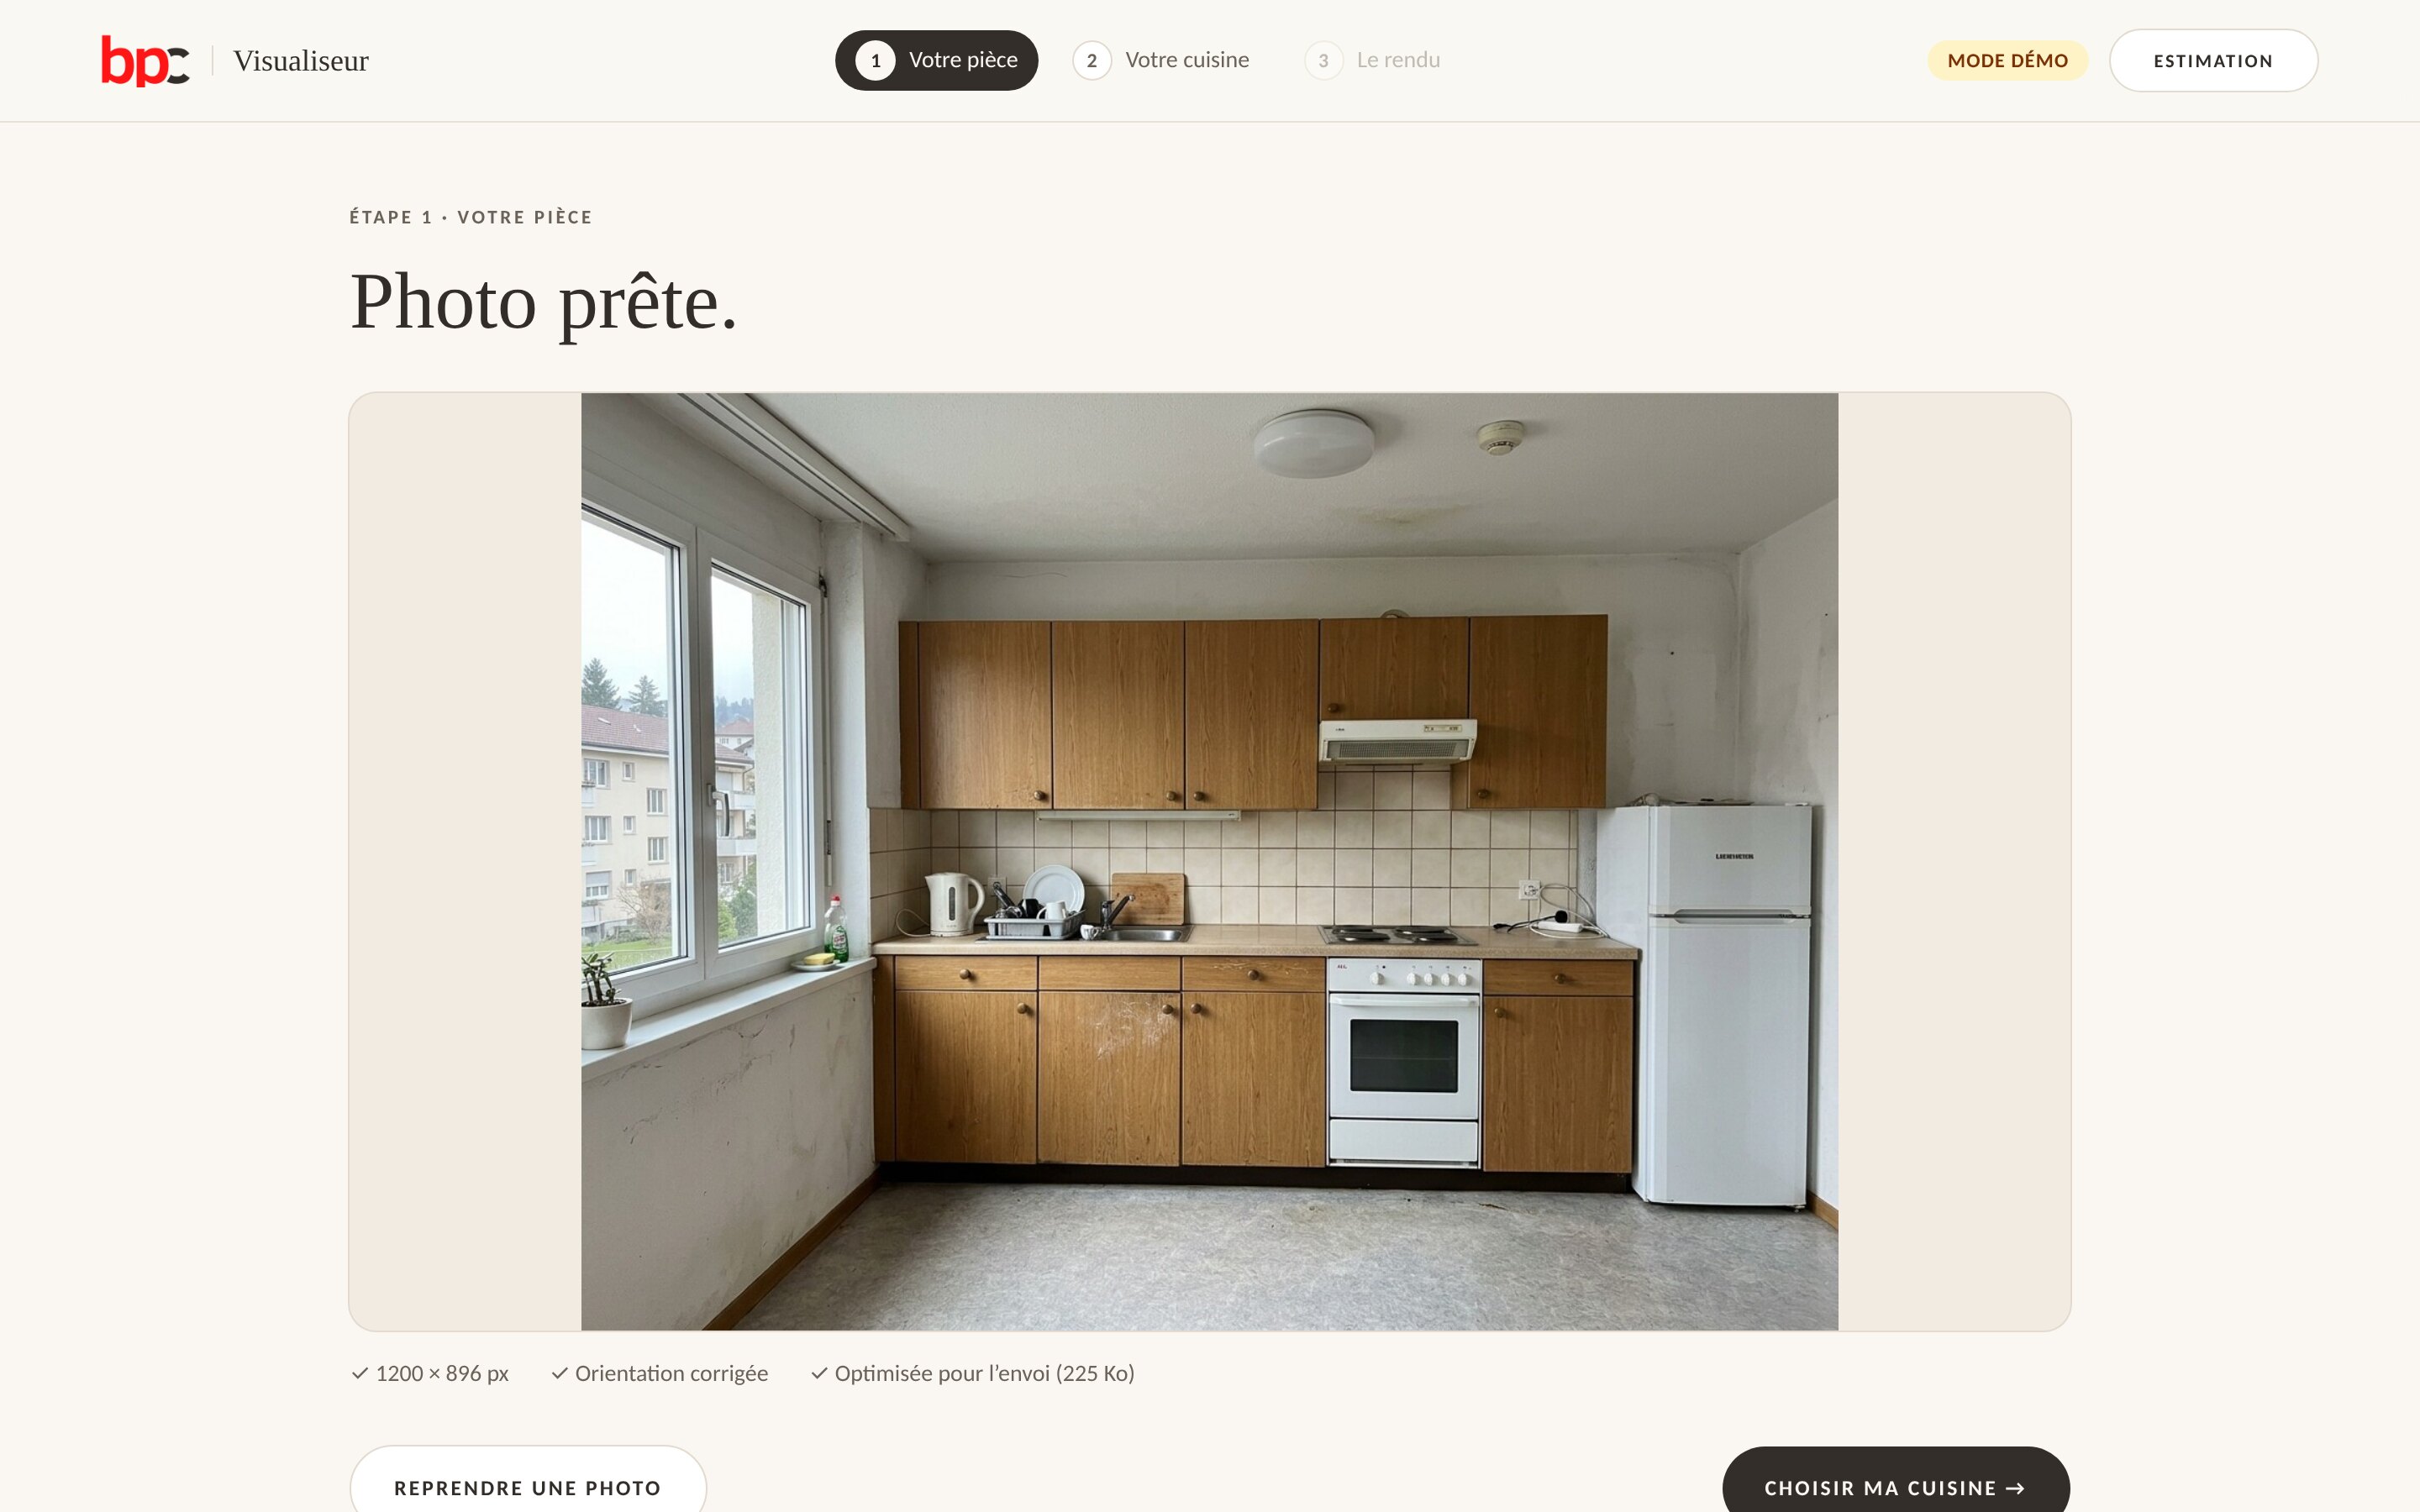 bpc
Visualiseur
1 Votre pièce
2 Votre cuisine
3 Le rendu
MODE DÉMO
ESTIMATION
ÉTAPE 1 · VOTRE PIÈCE
Photo prête.
LIEBHERR
✓ 1200 × 896 px
✓ Orientation corrigée
✓ Optimisée pour l’envoi (225 Ko)
REPRENDRE UNE PHOTO
CHOISIR MA CUISINE →